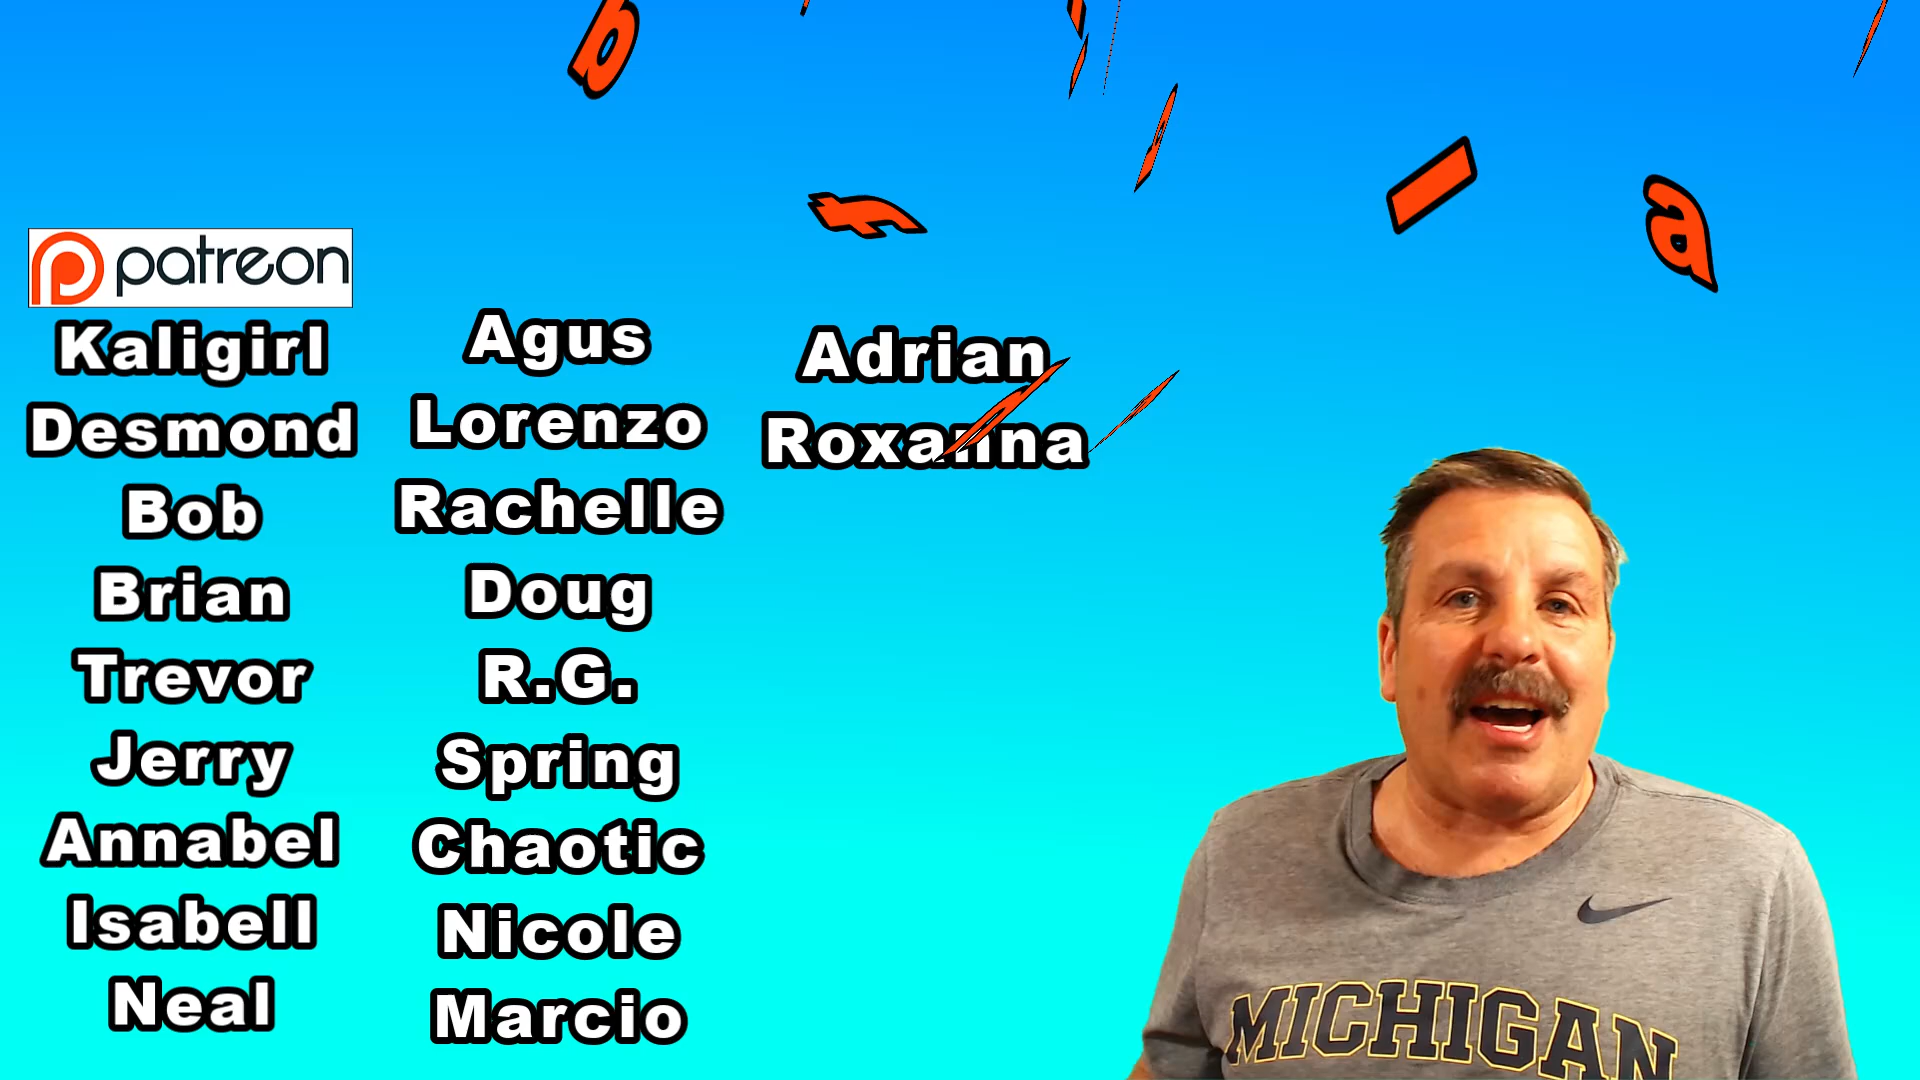 patreon
Kaligirl
Desmond
Bob
Brian
Trevor
Jerry
Annabel
Isabell
Neal
Agus
Lorenzo
Rachelle
Doug
R.G.
Spring
Chaotic
Nicole
Marcio
Adrian
Roxanna
b
f
a
MICHIGAN